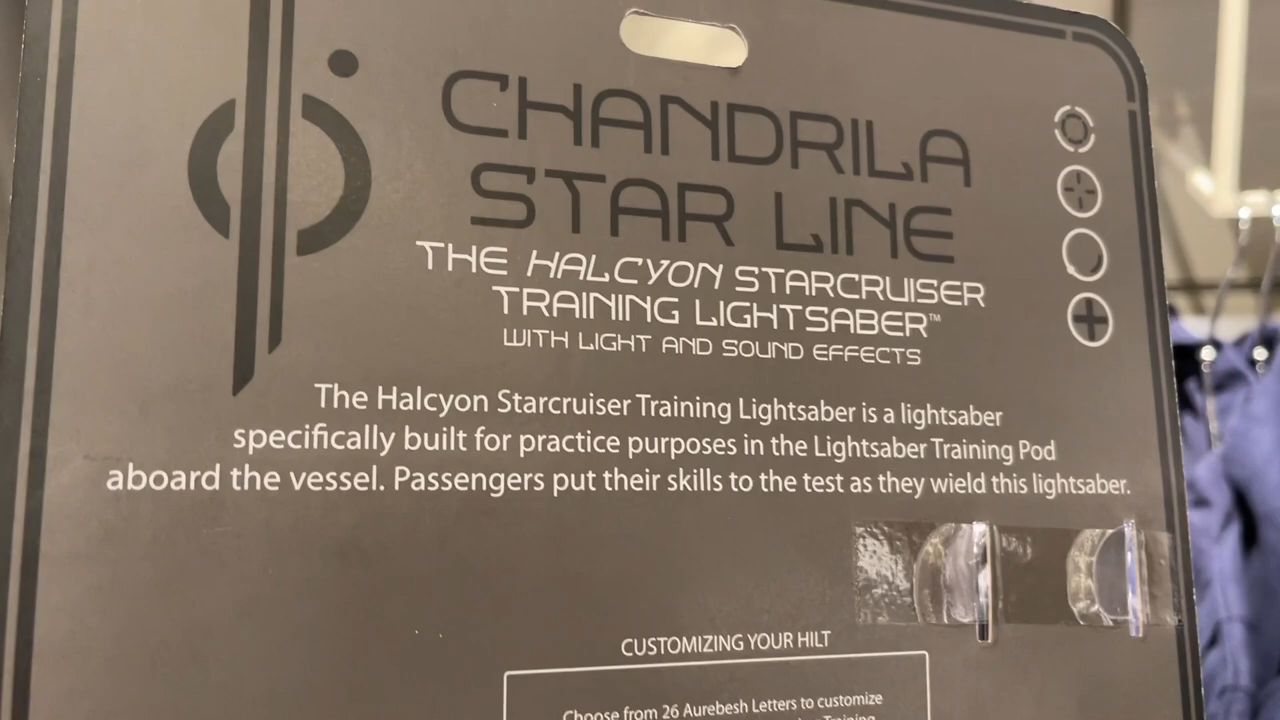 CHANDRILA
STAR LINE
THE HALCYON STARCRUISER
TRAINING LIGHTSABER™
WITH LIGHT AND SOUND EFFECTS
The Halcyon Starcruiser Training Lightsaber is a lightsaber
specifically built for practice purposes in the Lightsaber Training Pod
aboard the vessel. Passengers put their skills to the test as they wield this lightsaber.
CUSTOMIZING YOUR HILT
Choose from 26 Aurebesh Letters to customize
Training